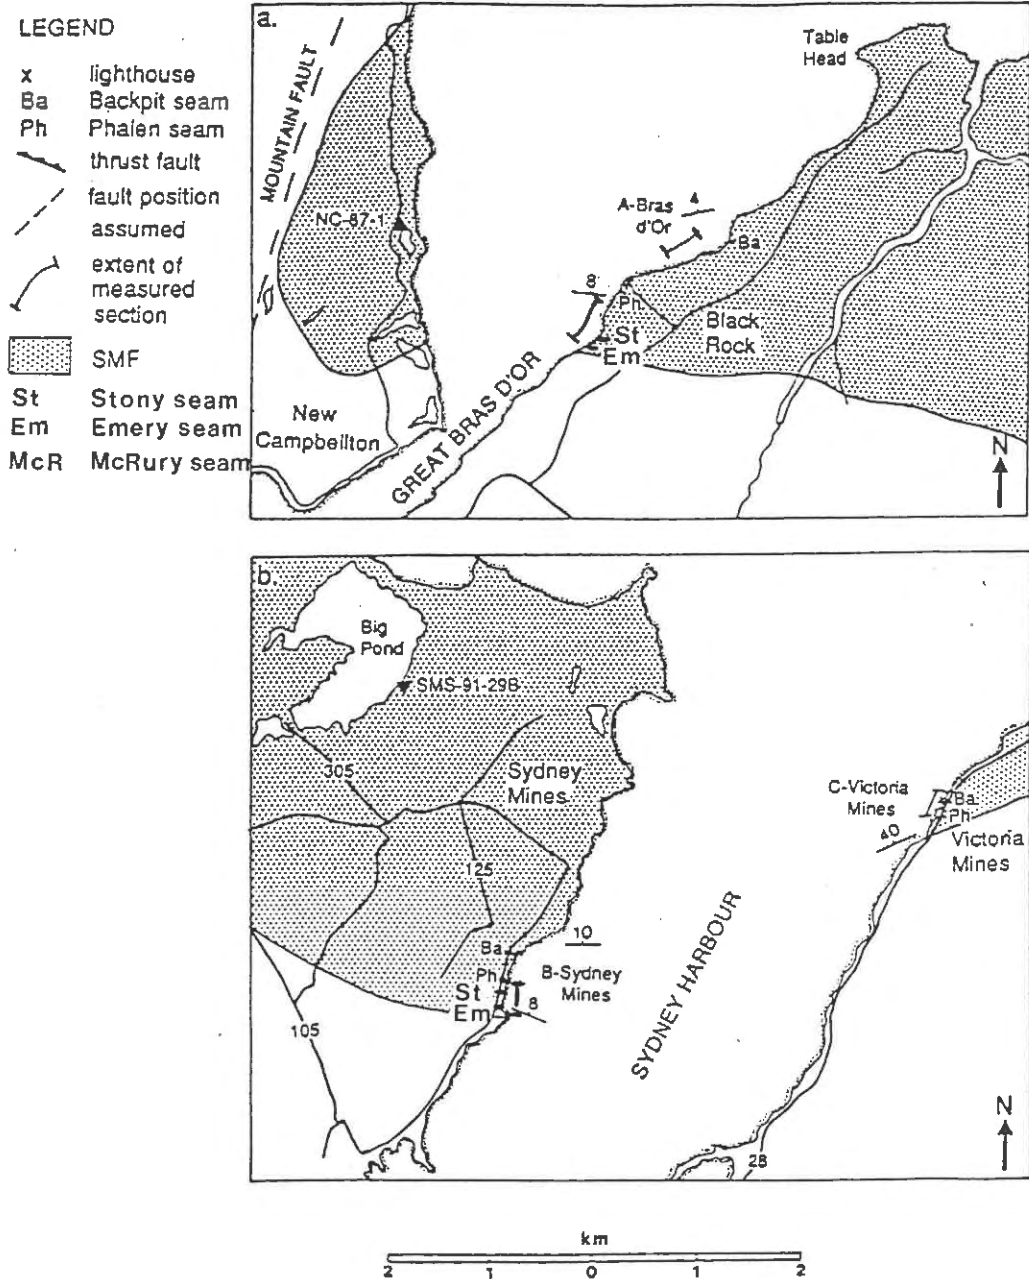 LEGEND
x lighthouse
Ba Backpit seam
Ph Phalen seam
thrust fault
fault position
assumed
extent of
measured
section
SMF
St Stony seam
Em Emery seam
McR McRury seam
a.
MOUNTAIN FAULT
NC-87-1
New
Campbellton
GREAT BRAS D'OR
Table
Head
A-Bras
d'Or
4
Ba
8
Ph
St
Em
Black
Rock
N
b.
Big
Pond
SMS-91-29B
305
Sydney
Mines
125
105
Ba
Ph
St
Em
10
B-Sydney
Mines
8
SYDNEY HARBOUR
C-Victoria
Mines
Ba
Ph
40
Victoria
Mines
28
N
km
2 1 0 1 2